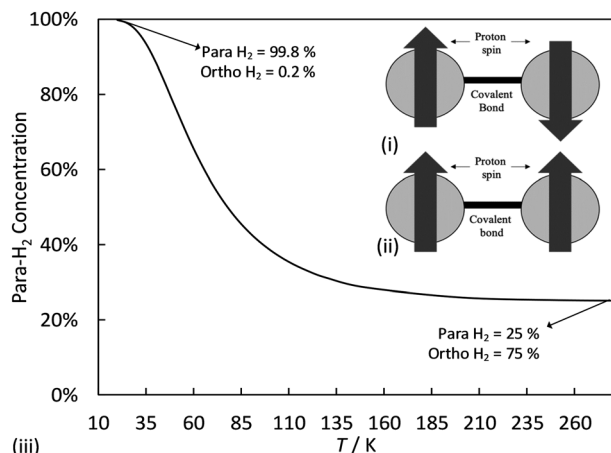 100%
80%
60%
40%
20%
0%
Para-H₂ Concentration
Para H₂ = 99.8 %
Ortho H₂ = 0.2 %
Proton
spin
Covalent
Bond
(i)
Proton
spin
Covalent
bond
(ii)
Para H₂ = 25 %
Ortho H₂ = 75 %
10 35 60 85 110 135 160 185 210 235 260
(iii)
T / K